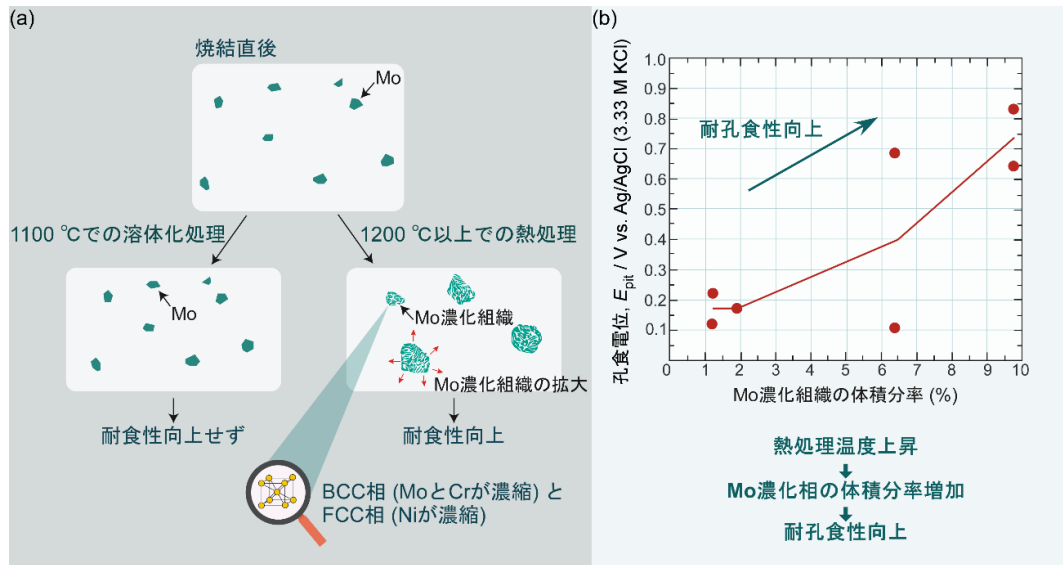 (a)
焼結直後
Mo
1100 ℃での溶体化処理
1200 ℃以上での熱処理
Mo
Mo濃化組織
Mo濃化組織の拡大
耐食性向上せず
耐食性向上
BCC相 (MoとCrが濃縮) と
FCC相 (Niが濃縮)
(b)
孔食電位, Epit / V vs. Ag/AgCl (3.33 M KCl)
1.0
0.9
0.8
0.7
0.6
0.5
0.4
0.3
0.2
0.1
耐孔食性向上
0 1 2 3 4 5 6 7 8 9 10
Mo濃化組織の体積分率 (%)
熱処理温度上昇
Mo濃化相の体積分率増加
耐孔食性向上